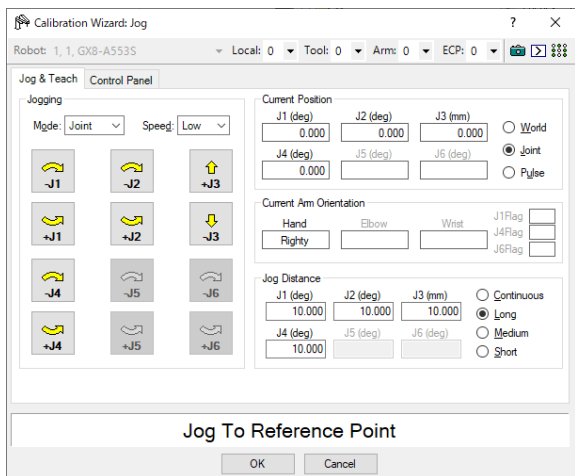 Calibration Wizard: Jog
Robot: 1, 1, GX8-A553S Local: 0 Tool: 0 Arm: 0 ECP: 0
Jog & Teach Control Panel
Jogging
Mode: Joint Speed: Low
-J1 -J2 +J3
+J1 +J2 -J3
-J4 -J5 -J6
+J4 +J5 +J6
Current Position
J1 (deg) J2 (deg) J3 (mm)
0.000 0.000 0.000
J4 (deg) J5 (deg) J6 (deg)
0.000
World
Joint
Pulse
Current Arm Orientation
Hand Elbow Wrist
Righty
J1Flag
J4Flag
J6Flag
Jog Distance
J1 (deg) J2 (deg) J3 (mm)
10.000 10.000 10.000
J4 (deg) J5 (deg) J6 (deg)
10.000
Continuous
Long
Medium
Short
Jog To Reference Point
OK Cancel